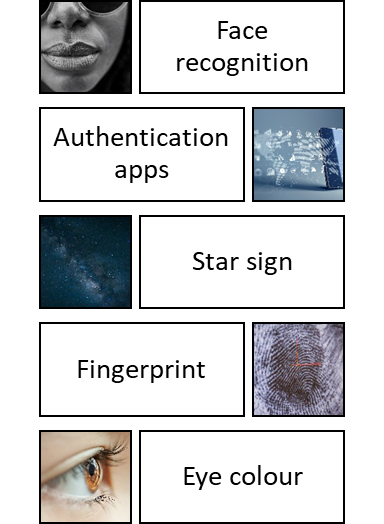 Face
recognition
Authentication
apps
Star sign
Fingerprint
Eye colour